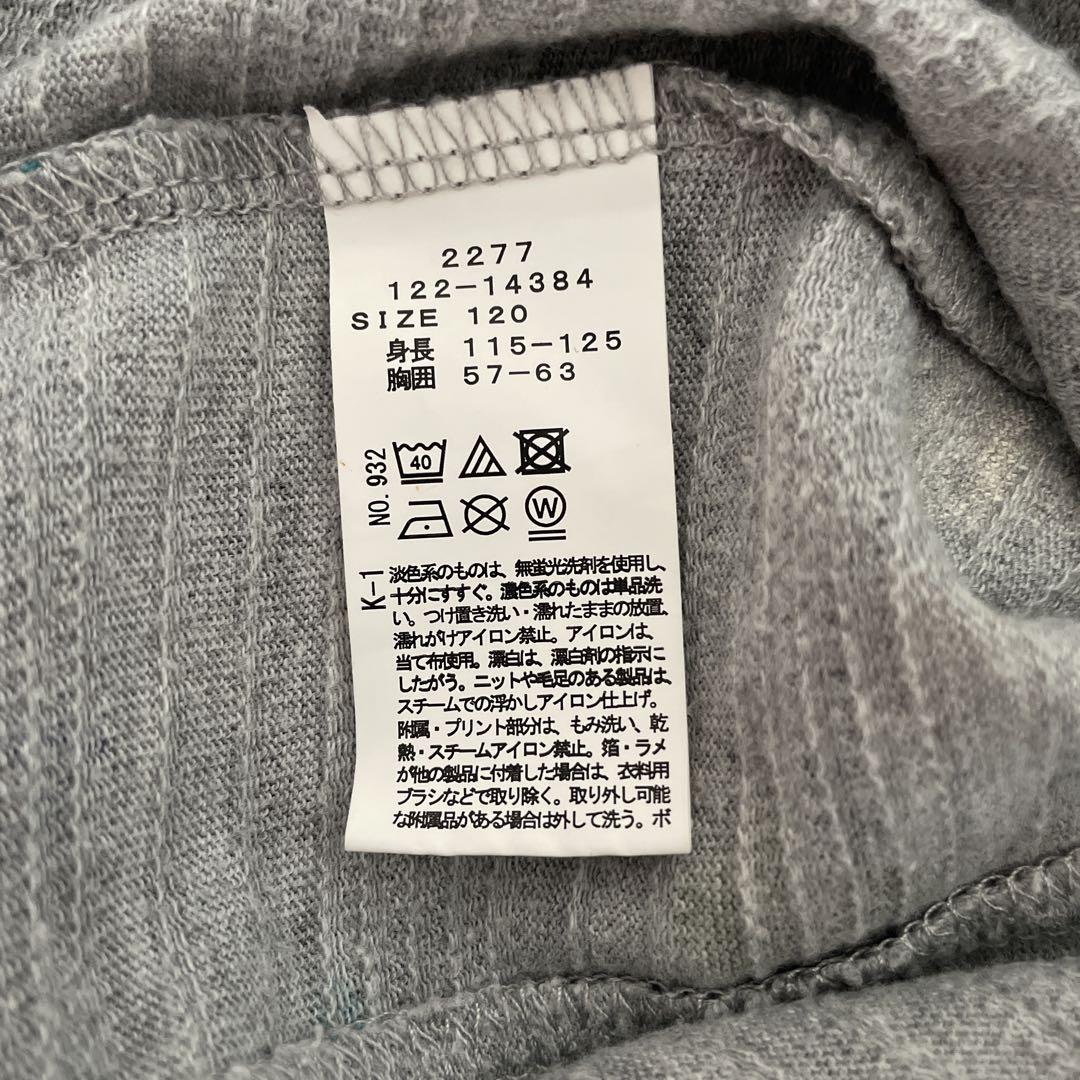 2277
122-14384
SIZE 120
身長 115-125
胸囲 57-63
NO.932
40
W
K-1
淡色系のものは、無蛍光洗剤を使用し、
十分にすすぐ。濃色系のものは単品洗
い。つけ置き洗い・濡れたままの放置、
濡れがけアイロン禁止。アイロンは、
当て布使用。漂白は、漂白剤の指示に
したがう。ニットや毛足のある製品は、
スチームでの浮かしアイロン仕上げ。
附属・プリント部分は、もみ洗い、乾
熱・スチームアイロン禁止。箔・ラメ
が他の製品に付着した場合は、衣料用
ブラシなどで取り除く。取り外し可能
な附属品がある場合は外して洗う。ボ